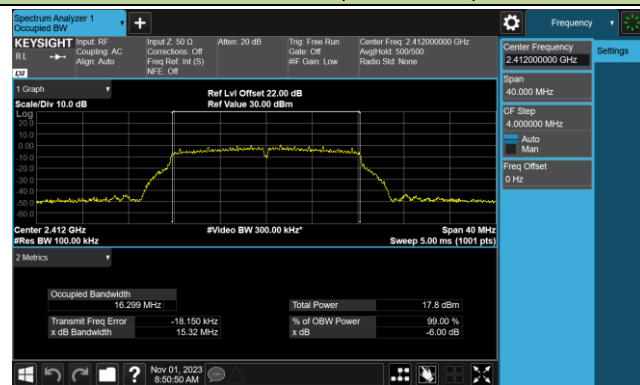 Spectrum Analyzer 1
Occupied BW
Frequency
KEYSIGHT
RL
Input: RF
Coupling: AC
Align: Auto
Input Z: 50 Ω
Corrections: Off
Freq Ref: Int (S)
NFE: Off
Atten: 20 dB
Trig: Free Run
Gate: Off
#IF Gain: Low
Center Freq: 2.412000000 GHz
Avg|Hold: 500/500
Radio Std: None
LXI
Center Frequency
2.412000000 GHz
Settings
Span
40.000 MHz
CF Step
4.000000 MHz
Auto
Man
Freq Offset
0 Hz
1 Graph
Scale/Div 10.0 dB
Ref Lvl Offset 22.00 dB
Ref Value 30.00 dBm
Log
20.0
10.0
0.00
-10.0
-20.0
-30.0
-40.0
-50.0
-60.0
Center 2.412 GHz
#Res BW 100.00 kHz
#Video BW 300.00 kHz*
Span 40 MHz
Sweep 5.00 ms (1001 pts)
2 Metrics
Occupied Bandwidth
16.299 MHz
Total Power 17.8 dBm
Transmit Freq Error -18.150 kHz
% of OBW Power 99.00 %
x dB Bandwidth 15.32 MHz
x dB -6.00 dB
Nov 01, 2023
8:50:50 AM